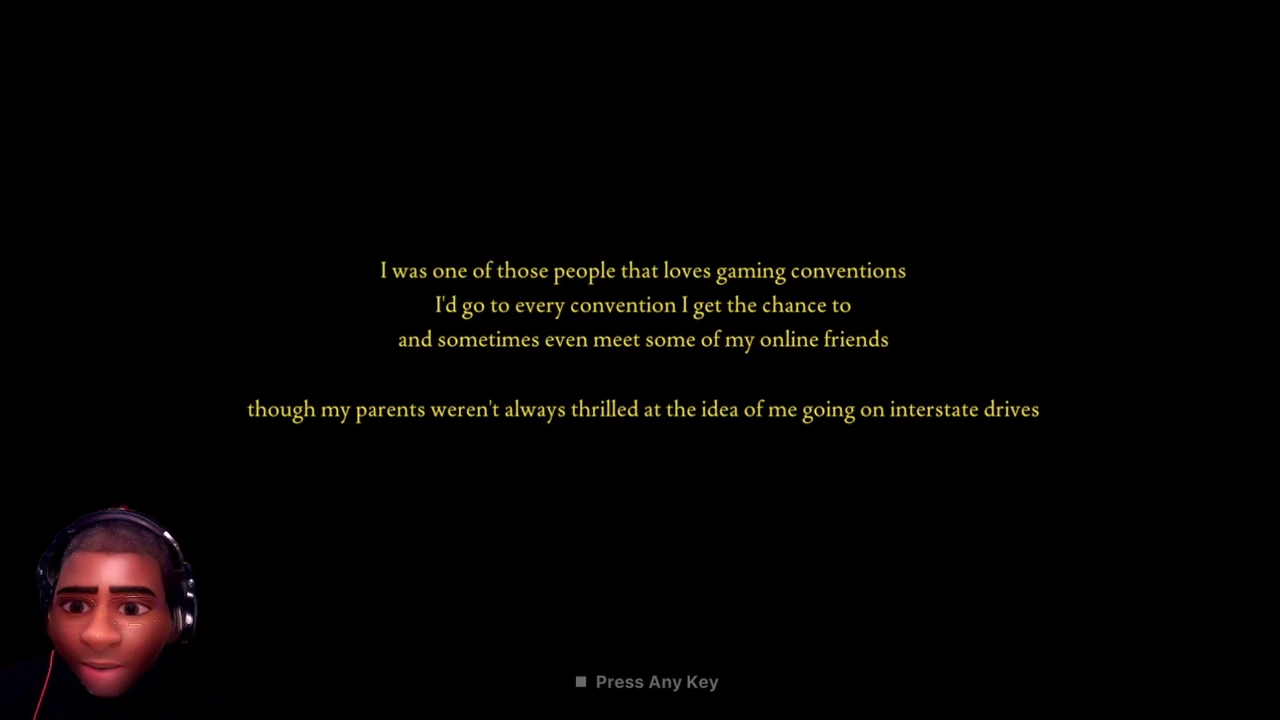 I was one of those people that loves gaming conventions
I'd go to every convention I get the chance to
and sometimes even meet some of my online friends
though my parents weren't always thrilled at the idea of me going on interstate drives
Press Any Key